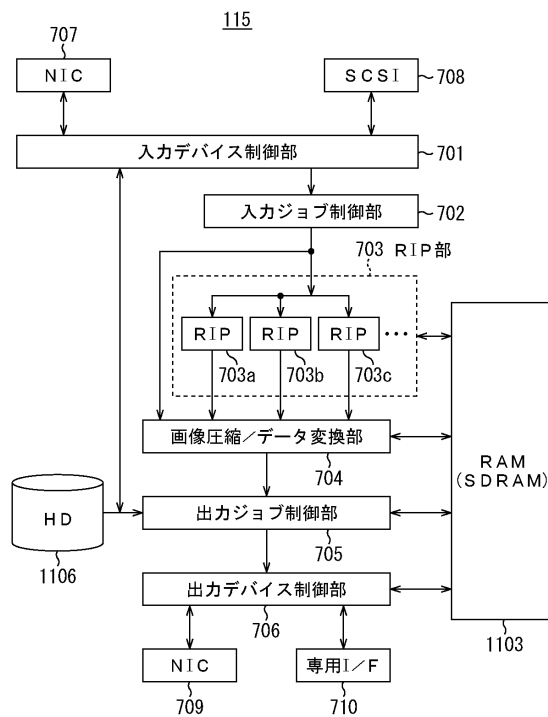 115
707
NIC
SCSI
708
入力デバイス制御部
701
入力ジョブ制御部
702
703 RIP部
RIP
RIP
RIP
703a
703b
703c
画像圧縮/データ変換部
704
RAM
(SDRAM)
HD
出力ジョブ制御部
1106
705
出力デバイス制御部
706
1103
NIC
専用I/F
709
710